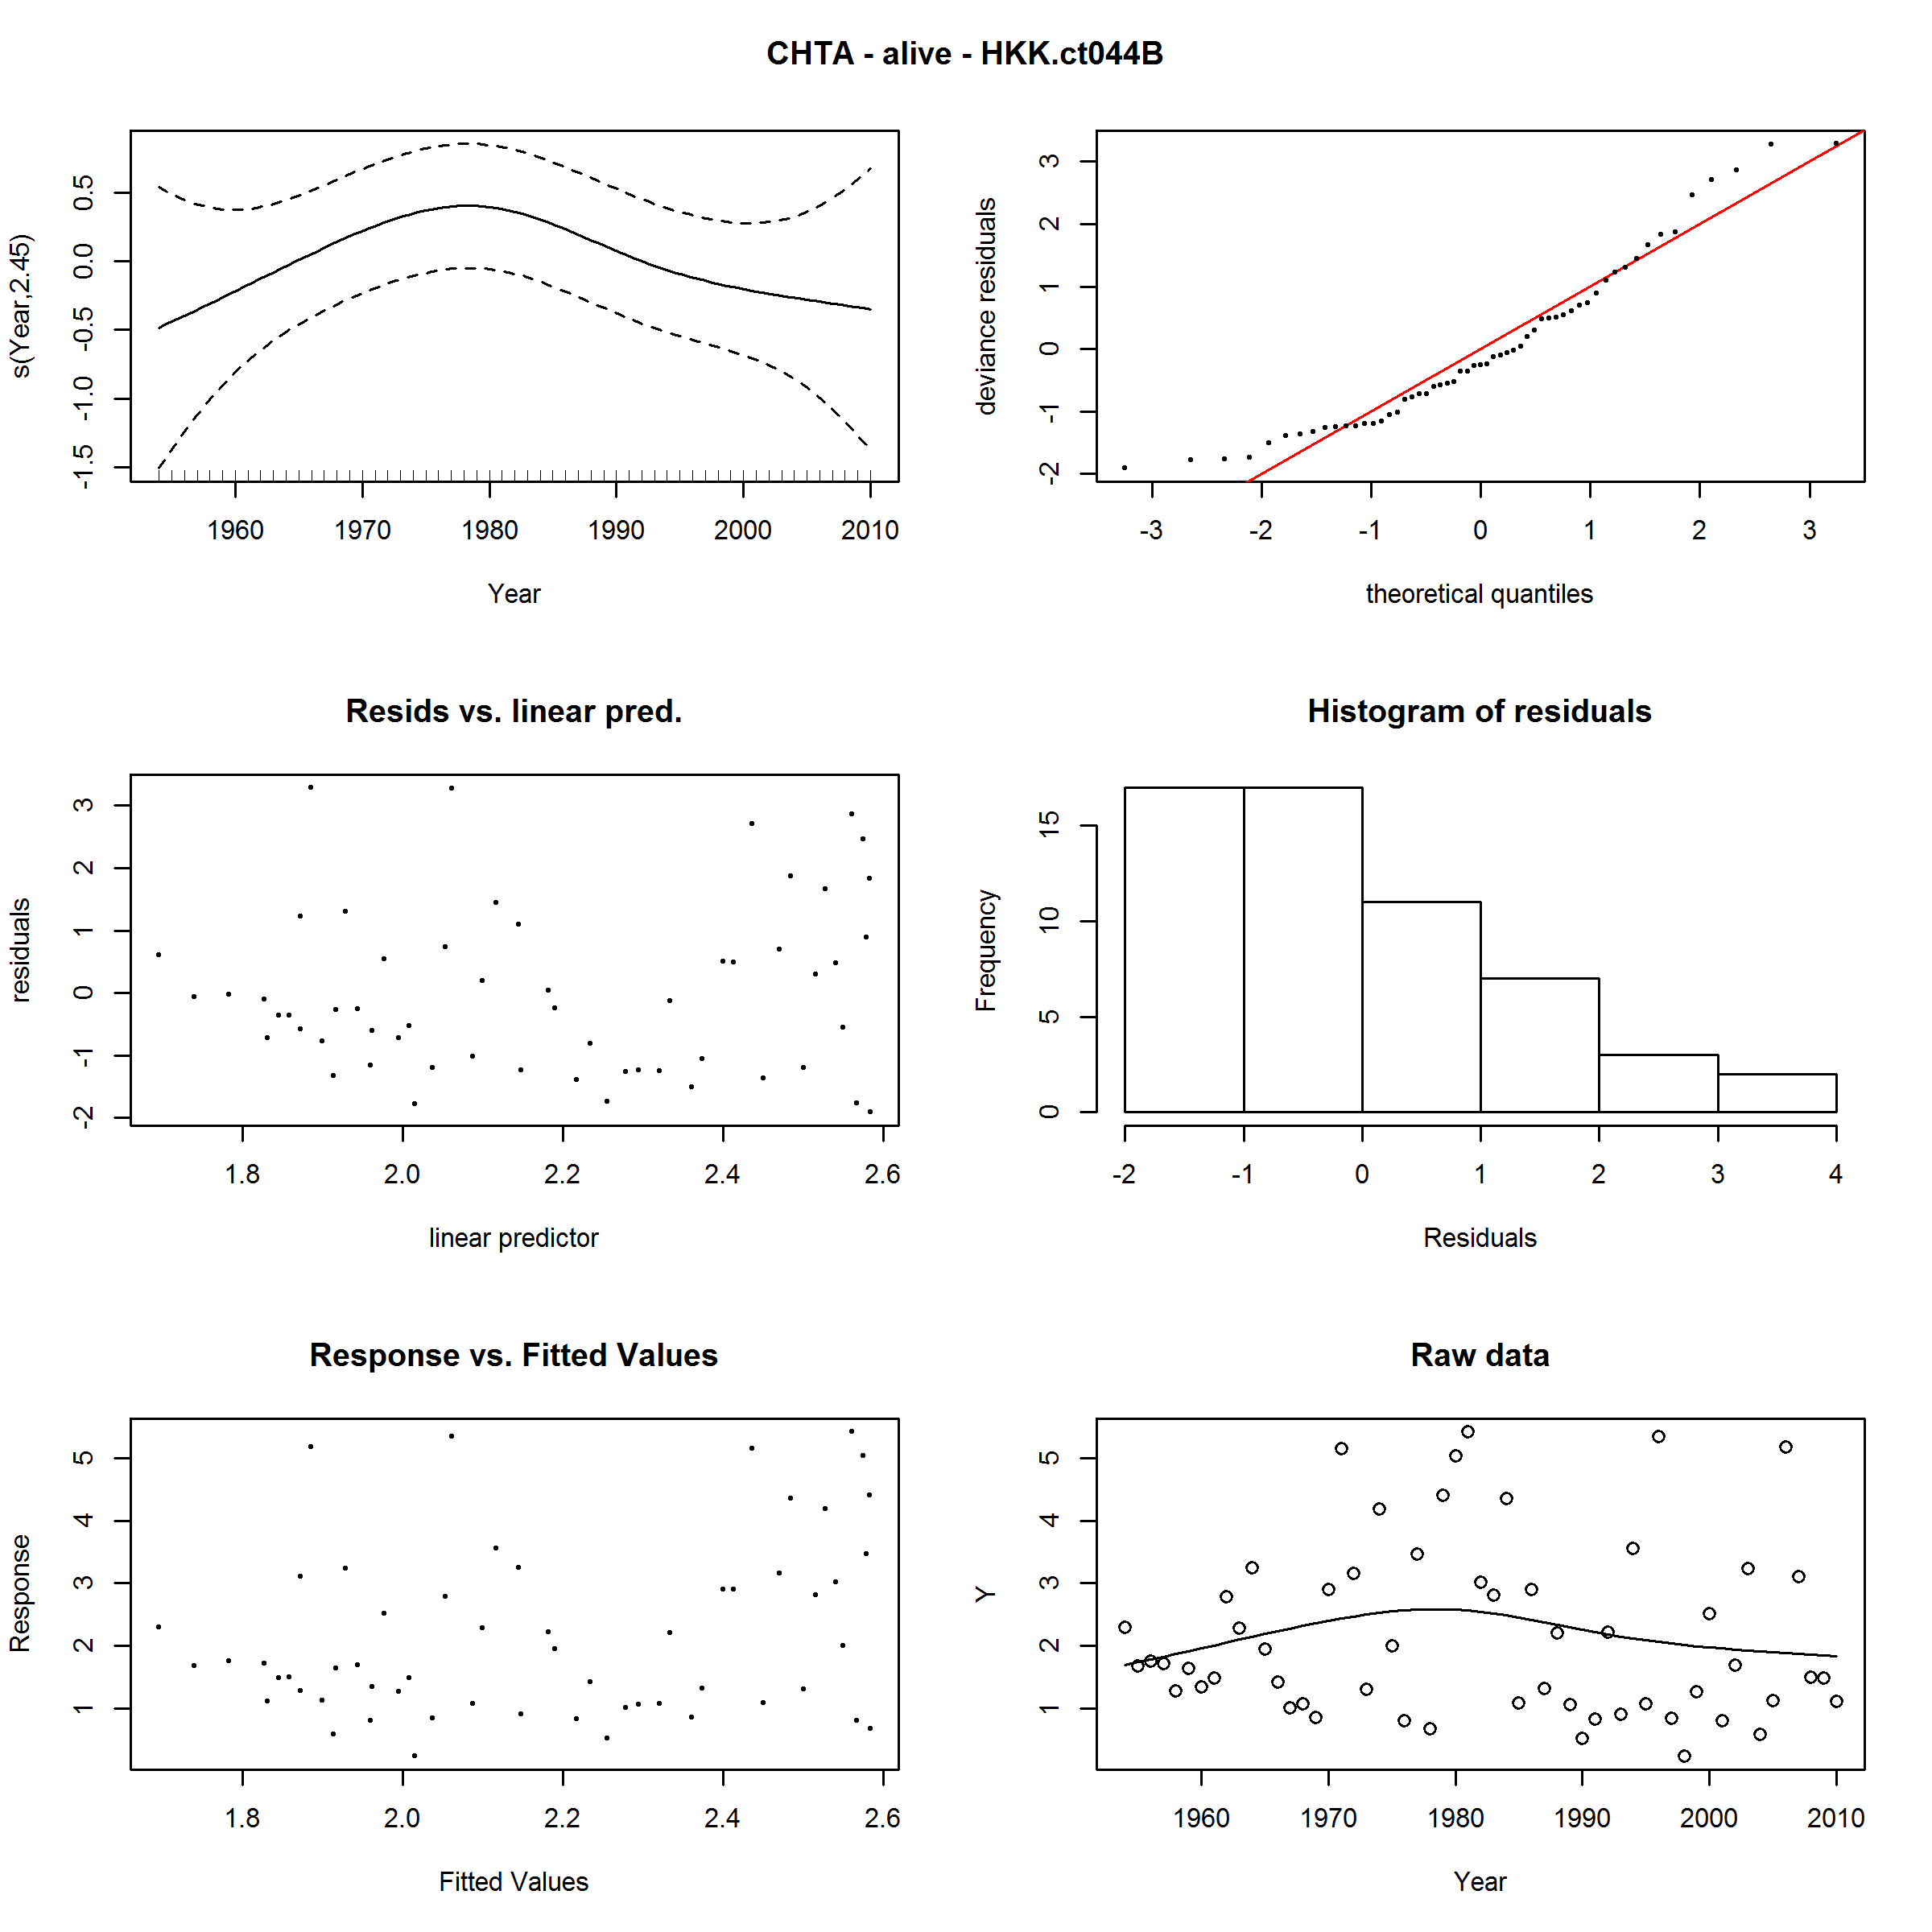 CHTA - alive - HKK.ct044B
s(Year,2.45)
0.5
0.0
-0.5
-1.0
-1.5
1960 1970 1980 1990 2000 2010
Year
deviance residuals
3
2
1
0
-1
-2
-3 -2 -1 0 1 2 3
theoretical quantiles
Resids vs. linear pred.
residuals
3
2
1
0
-1
-2
1.8 2.0 2.2 2.4 2.6
linear predictor
Histogram of residuals
Frequency
15
10
5
0
-2 -1 0 1 2 3 4
Residuals
Response vs. Fitted Values
Response
5
4
3
2
1
1.8 2.0 2.2 2.4 2.6
Fitted Values
Raw data
Y
5
4
3
2
1
1960 1970 1980 1990 2000 2010
Year